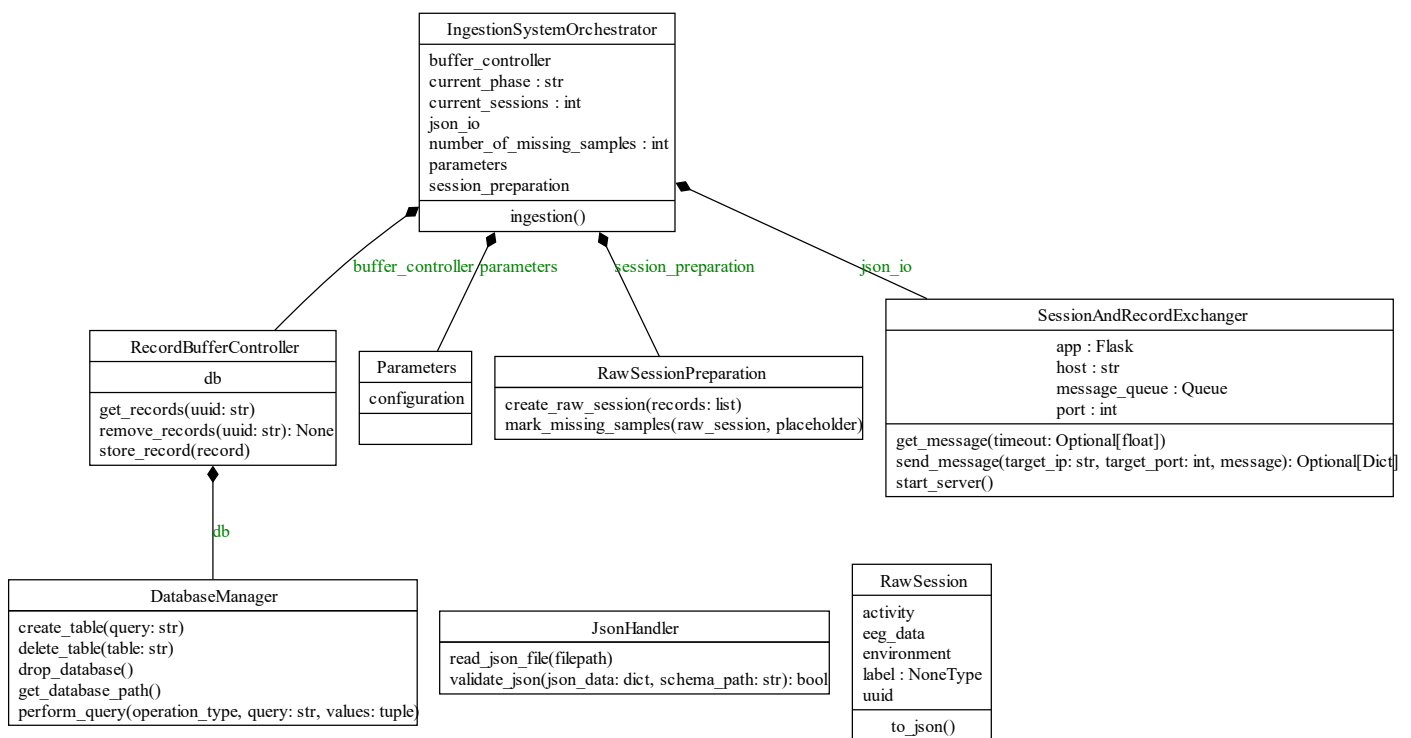 IngestionSystemOrchestrator
buffer_controller
current_phase : str
current_sessions : int
json_io
number_of_missing_samples : int
parameters
session_preparation
ingestion()
buffer_controller
parameters
session_preparation
json_io
RecordBufferController
db
get_records(uuid: str)
remove_records(uuid: str): None
store_record(record)
Parameters
configuration
RawSessionPreparation
create_raw_session(records: list)
mark_missing_samples(raw_session, placeholder)
SessionAndRecordExchanger
app : Flask
host : str
message_queue : Queue
port : int
get_message(timeout: Optional[float])
send_message(target_ip: str, target_port: int, message): Optional[Dict]
start_server()
db
DatabaseManager
create_table(query: str)
delete_table(table: str)
drop_database()
get_database_path()
perform_query(operation_type, query: str, values: tuple)
JsonHandler
read_json_file(filepath)
validate_json(json_data: dict, schema_path: str): bool
RawSession
activity
eeg_data
environment
label : NoneType
uuid
to_json()